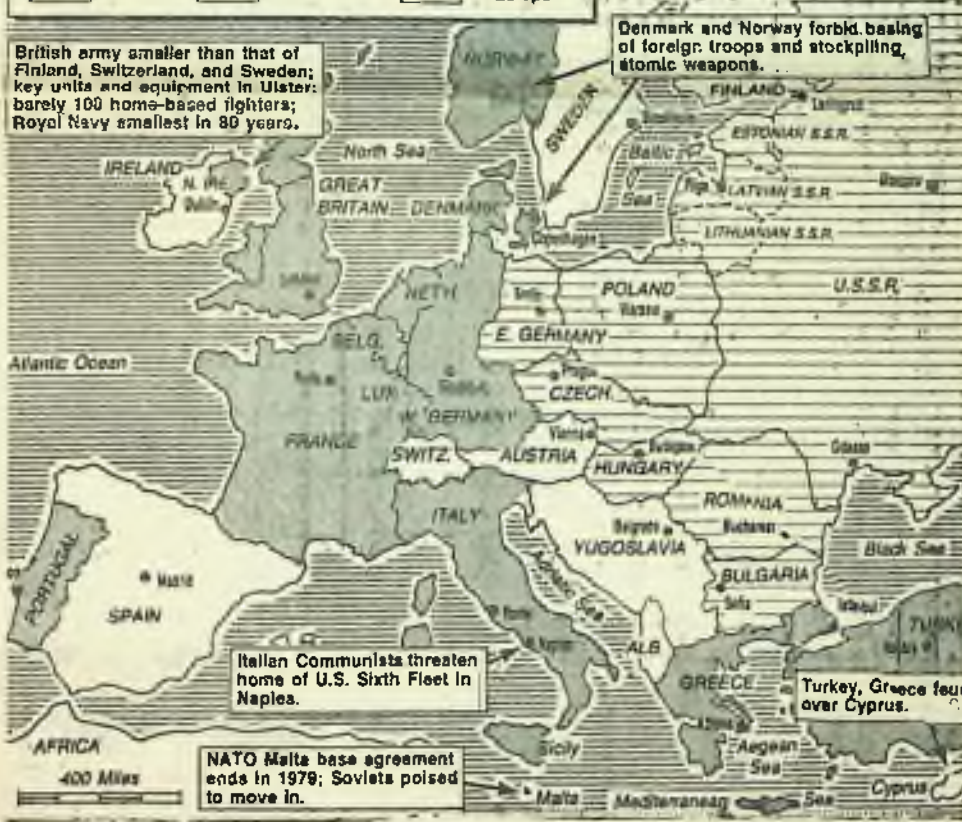 British army smaller than that of
Finland, Switzerland, and Sweden;
key units and equipment in Ulster;
barely 100 home-based fighters;
Royal Navy smallest in 80 years.
Denmark and Norway forbid basing
of foreign troops and stockpiling
atomic weapons.
NORWAY
SWEDEN
FINLAND
Leningrad
ESTONIAN S.S.R.
North Sea
Baltic
Sea
IRELAND
N. IRE.
Dublin
GREAT
BRITAIN
DENMARK
Riga
LATVIAN S.S.R.
Moscow
Copenhagen
LITHUANIAN S.S.R.
U.S.S.R.
NETH.
POLAND
Warsaw
E. GERMANY
BELG.
Atlantic Ocean
Prague
CZECH.
LUX.
W. GERMANY
FRANCE
Vienna
SWITZ.
AUSTRIA
Budapest
HUNGARY
Odessa
ROMANIA
ITALY
Belgrade
Bucharest
YUGOSLAVIA
Black Sea
PORTUGAL
Madrid
SPAIN
Adriatic Sea
BULGARIA
Sofia
Istanbul
Rome
Naples
ALB.
TURK
GREECE
Italian Communists threaten
home of U.S. Sixth Fleet in
Naples.
Turkey, Greece feu
over Cyprus.
AFRICA
400 Miles
NATO Malta base agreement
ends in 1979; Soviets poised
to move in.
Sicily
Aegean
Sea
Malta
Mediterranean
Sea
Cyprus